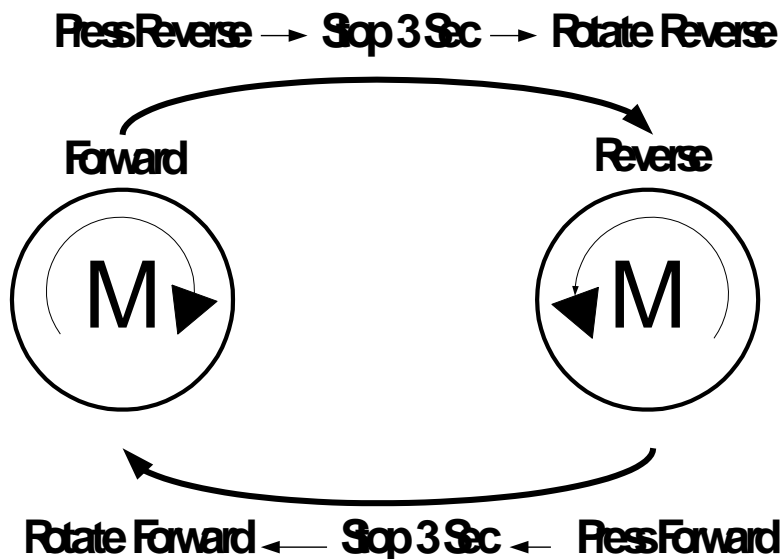 Press Reverse → Stop 3 Sec → Rotate Reverse
Forward
Reverse
M
M
Rotate Forward ← Stop 3 Sec ← Press Forward